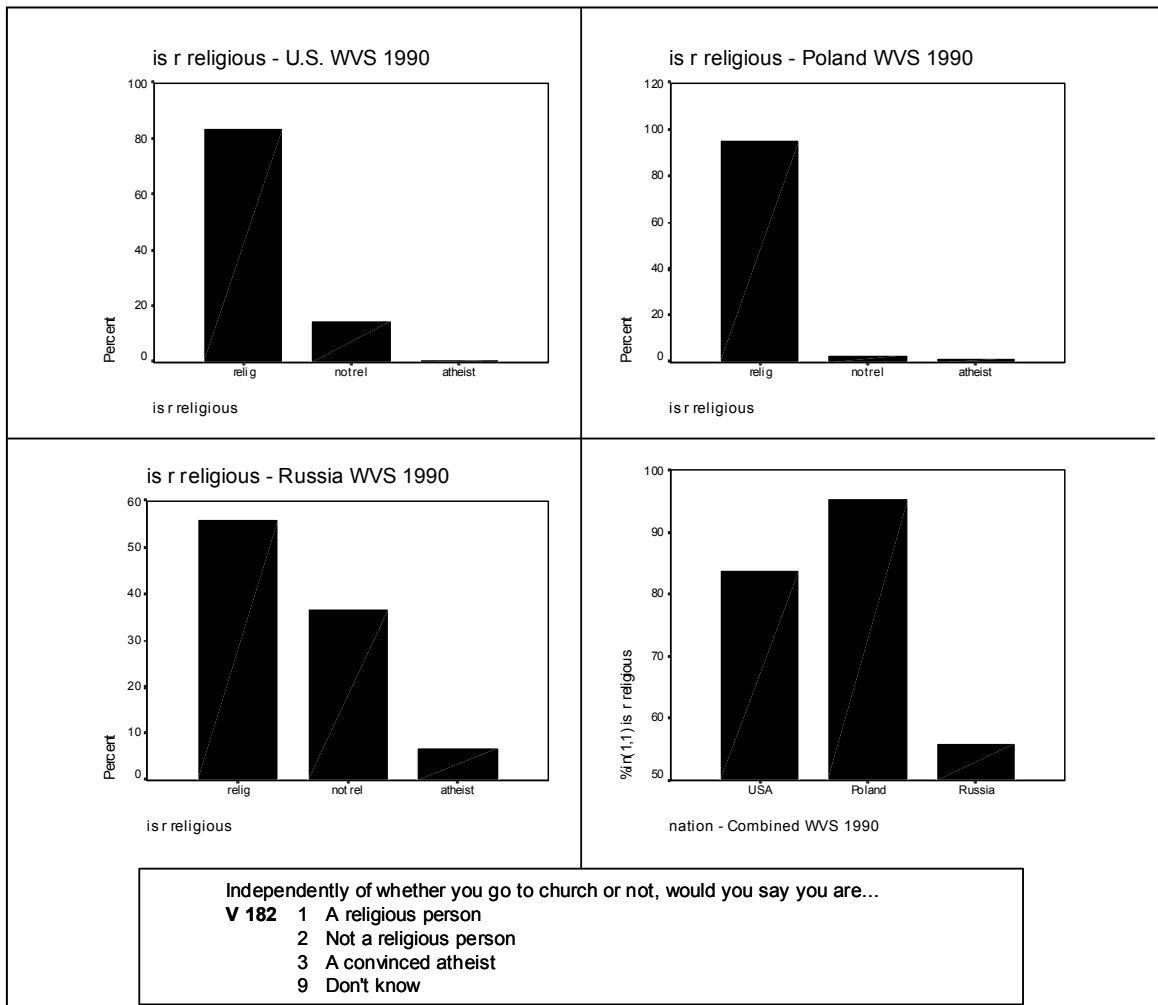 is r religious - U.S. WVS 1990
100
80
60
40
20
0
Percent
relig
not rel
atheist
is r religious
is r religious - Poland WVS 1990
120
100
80
60
40
20
0
Percent
relig
not rel
atheist
is r religious
is r religious - Russia WVS 1990
60
50
40
30
20
10
0
Percent
relig
not rel
atheist
is r religious
100
90
80
70
60
50
%in(1,1) is r religious
USA
Poland
Russia
nation - Combined WVS 1990
Independently of whether you go to church or not, would you say you are...
V 182 1 A religious person
2 Not a religious person
3 A convinced atheist
9 Don't know